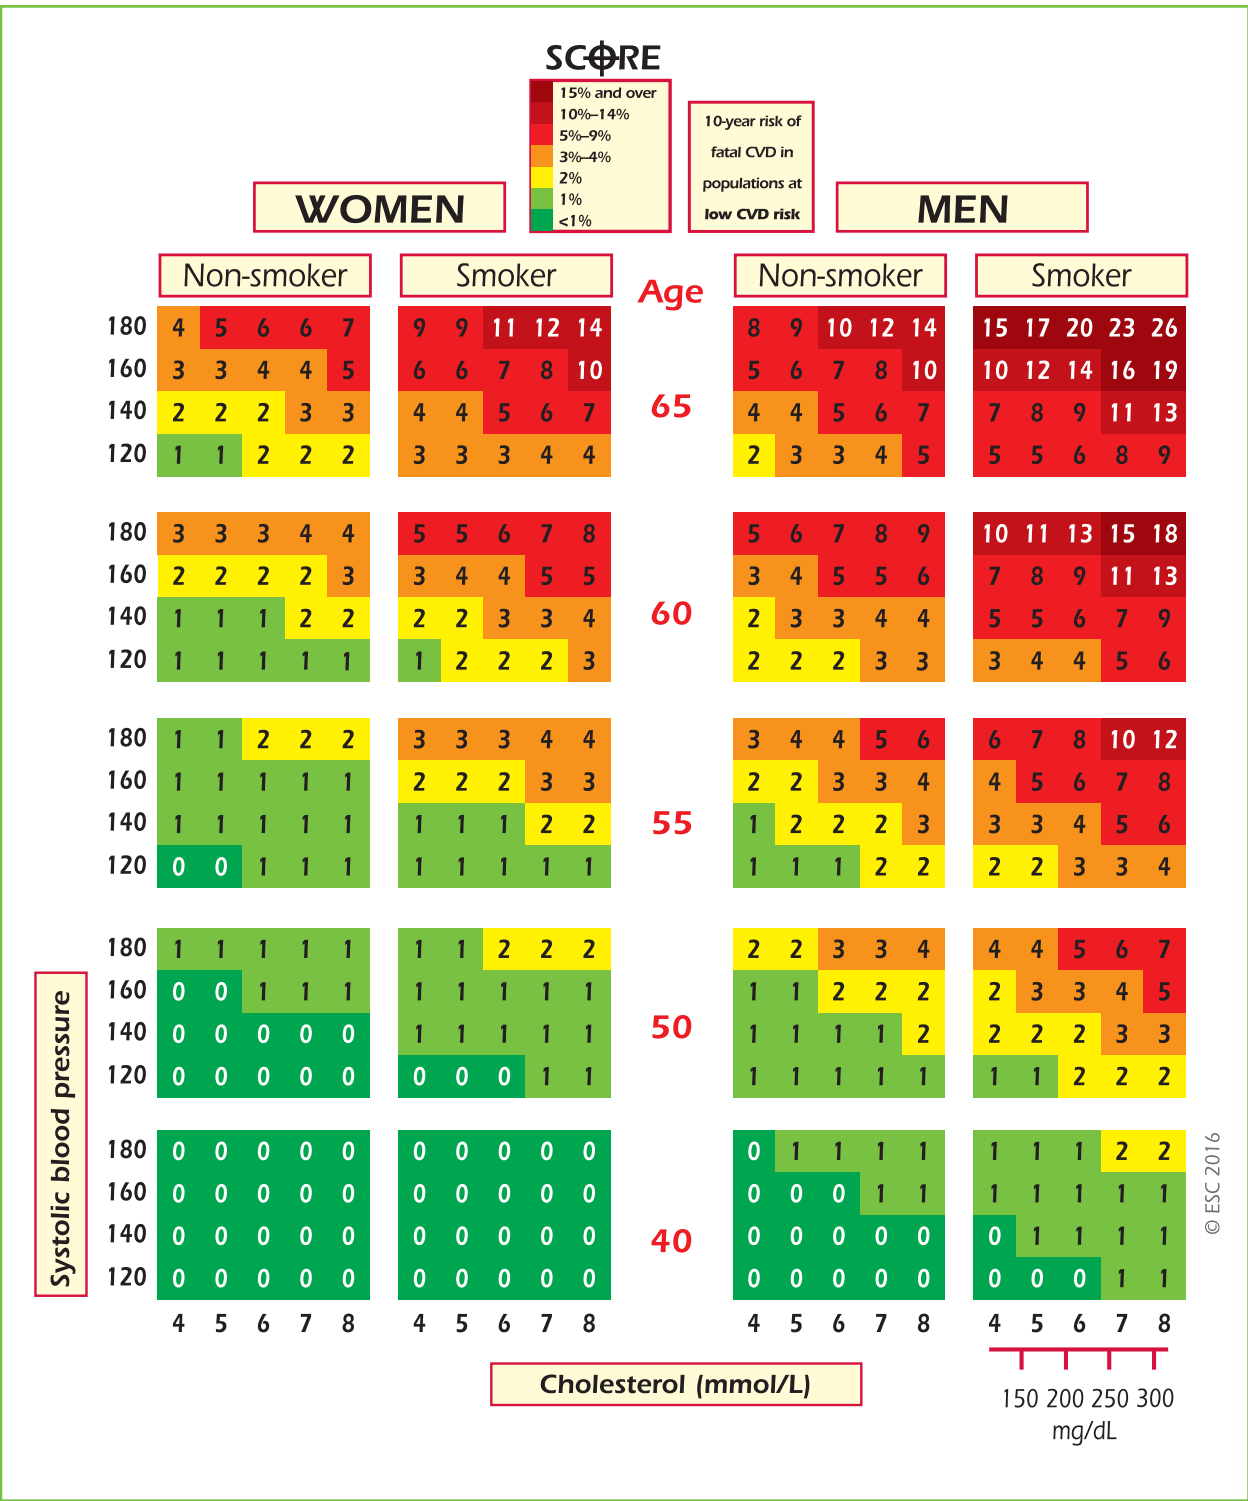 SCORE
15% and over
10%–14%
5%–9%
3%–4%
2%
1%
<1%
10-year risk of
fatal CVD in
populations at
low CVD risk
WOMEN
MEN
Non-smoker Smoker Age Non-smoker Smoker
180 4 5 6 6 7 9 9 11 12 14 8 9 10 12 14 15 17 20 23 26
160 3 3 4 4 5 6 6 7 8 10 5 6 7 8 10 10 12 14 16 19
65
140 2 2 2 3 3 4 4 5 6 7 4 4 5 6 7 7 8 9 11 13
120 1 1 2 2 2 3 3 3 4 4 2 3 3 4 5 5 5 6 8 9
180 3 3 3 4 4 5 5 6 7 8 5 6 7 8 9 10 11 13 15 18
160 2 2 2 2 3 3 4 4 5 5 3 4 5 5 6 7 8 9 11 13
60
140 1 1 1 2 2 2 2 3 3 4 2 3 3 4 4 5 5 6 7 9
120 1 1 1 1 1 1 2 2 2 3 2 2 2 3 3 3 4 4 5 6
180 1 1 2 2 2 3 3 3 4 4 3 4 4 5 6 6 7 8 10 12
160 1 1 1 1 1 2 2 2 3 3 2 2 3 3 4 4 5 6 7 8
55
140 1 1 1 1 1 1 1 1 2 2 1 2 2 2 3 3 3 4 5 6
120 0 0 1 1 1 1 1 1 1 1 1 1 1 2 2 2 2 3 3 4
180 1 1 1 1 1 1 1 2 2 2 2 2 3 3 4 4 4 5 6 7
160 0 0 1 1 1 1 1 1 1 1 1 1 2 2 2 2 3 3 4 5
50
140 0 0 0 0 0 1 1 1 1 1 1 1 1 1 2 2 2 2 3 3
120 0 0 0 0 0 0 0 0 1 1 1 1 1 1 1 1 1 2 2 2
180 0 0 0 0 0 0 0 0 0 0 0 1 1 1 1 1 1 1 2 2
160 0 0 0 0 0 0 0 0 0 0 0 0 0 1 1 1 1 1 1 1
40
140 0 0 0 0 0 0 0 0 0 0 0 0 0 0 0 0 1 1 1 1
120 0 0 0 0 0 0 0 0 0 0 0 0 0 0 0 0 0 0 1 1
4 5 6 7 8 4 5 6 7 8 4 5 6 7 8 4 5 6 7 8
Systolic blood pressure
Cholesterol (mmol/L)
150 200 250 300
mg/dL
© ESC 2016